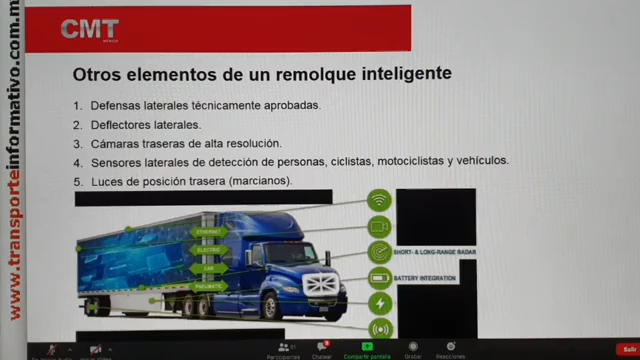 CMT
MÉXICO
Otros elementos de un remolque inteligente
1. Defensas laterales técnicamente aprobadas.
2. Deflectores laterales.
3. Cámaras traseras de alta resolución.
4. Sensores laterales de detección de personas, ciclistas, motociclistas y vehículos.
5. Luces de posición trasera (marcianos).
ETHERNET
ELECTRIC
CAN
PNEUMATIC
SHORT- & LONG-RANGE RADAR
BATTERY INTEGRATION
Participantes
Chatear
Compartir pantalla
Grabar
Reacciones
Salir
www.transporteinformativo.com.m